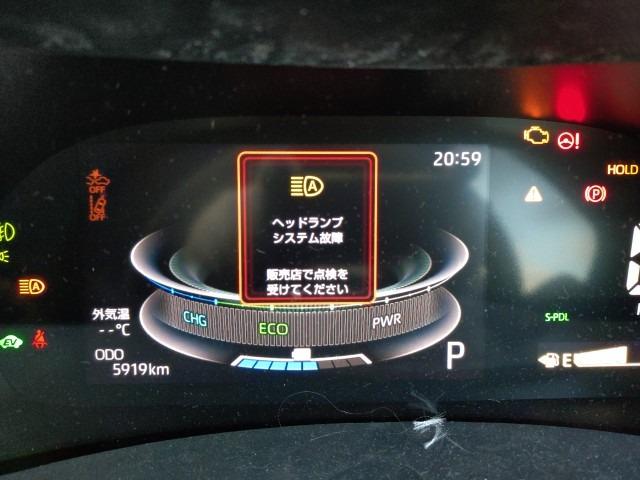 20:59
OFF
OFF
A
ヘッドランプ
システム故障
販売店で点検を
受けてください
HOLD
A
外気温
--℃
CHG
ECO
PWR
S-PDL
EV
ODO
5919km
P
E